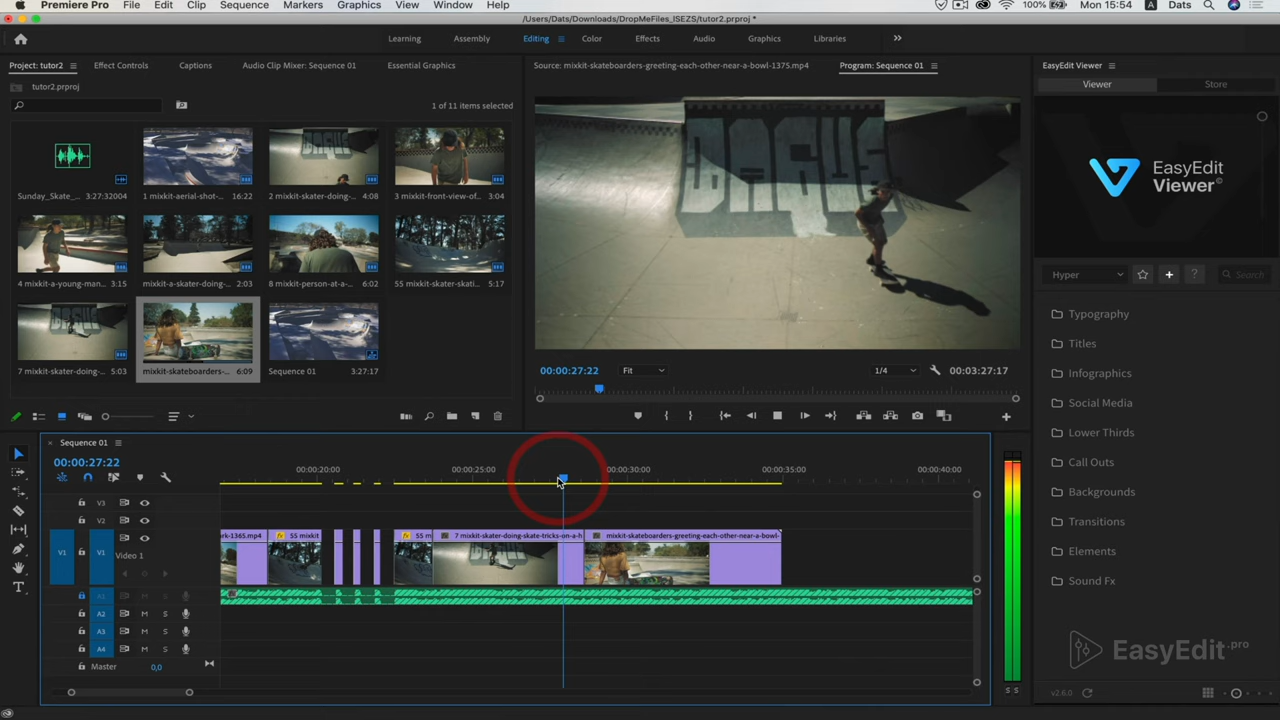 Premiere Pro File Edit Clip Sequence Markers Graphics View Window Help 100% Mon 15:54 A Dats
/Users/Dats/Downloads/DropMeFiles_ISEZS/tutor2.prproj *
Learning Assembly Editing Color Effects Audio Graphics Libraries
Project: tutor2 Effect Controls Captions Audio Clip Mixer: Sequence 01 Essential Graphics Source: mixkit-skateboarders-greeting-each-other-near-a-bowl-1375.mp4 Program: Sequence 01 EasyEdit Viewer
tutor2.prproj Viewer Store
1 of 11 items selected
EasyEdit
Viewer©
Sunday_Skate_... 3:27:32004 1 mixkit-aerial-shot-... 16:22 2 mixkit-skater-doing-... 4:08 3 mixkit-front-view-of... 3:04
4 mixkit-a-young-man... 3:15 mixkit-a-skater-doing-... 2:03 8 mixkit-person-at-a-... 6:02 55 mixkit-skater-skati... 5:17
Hyper ? Search
7 mixkit-skater-doing-... 5:03 mixkit-skateboarders-... 6:09 Sequence 01 3:27:17
00:00:27:22 Fit 1/4 00:03:27:17
Typography
Titles
Infographics
Social Media
Lower Thirds
Call Outs
Backgrounds
Transitions
Elements
Sound Fx
Sequence 01
00:00:27:22 00:00:20:00 00:00:25:00 00:00:30:00 00:00:35:00 00:00:40:00
V3
V2
V1 V1 Video 1
ark-1365.mp4 fx 55 mixkit fx 55 m 7 mixkit-skater-doing-skate-tricks-on-a-h mixkit-skateboarders-greeting-each-other-near-a-bowl-
A1 M S
A2 M S
A3 M S
A4 M S
Master 0,0
S S
EasyEdit.pro
v2.6.0